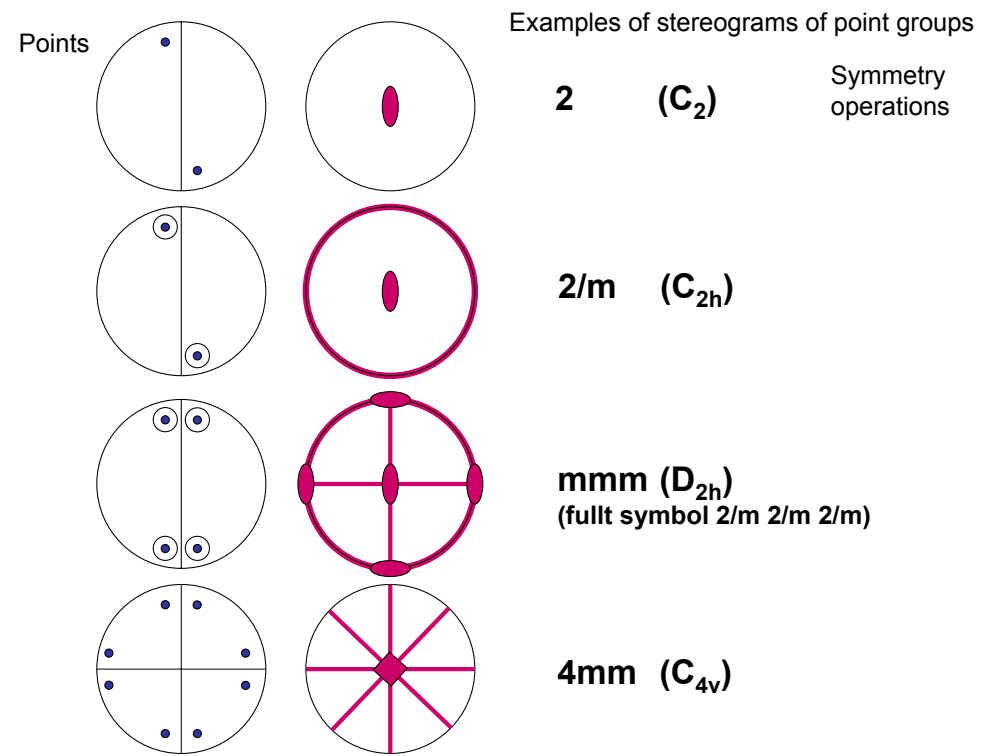 Examples of stereograms of point groups
Points
Symmetry
operations
2 (C₂)
2/m (C₂ₕ)
mmm (D₂ₕ)
(fullt symbol 2/m 2/m 2/m)
4mm (C₄ᵥ)